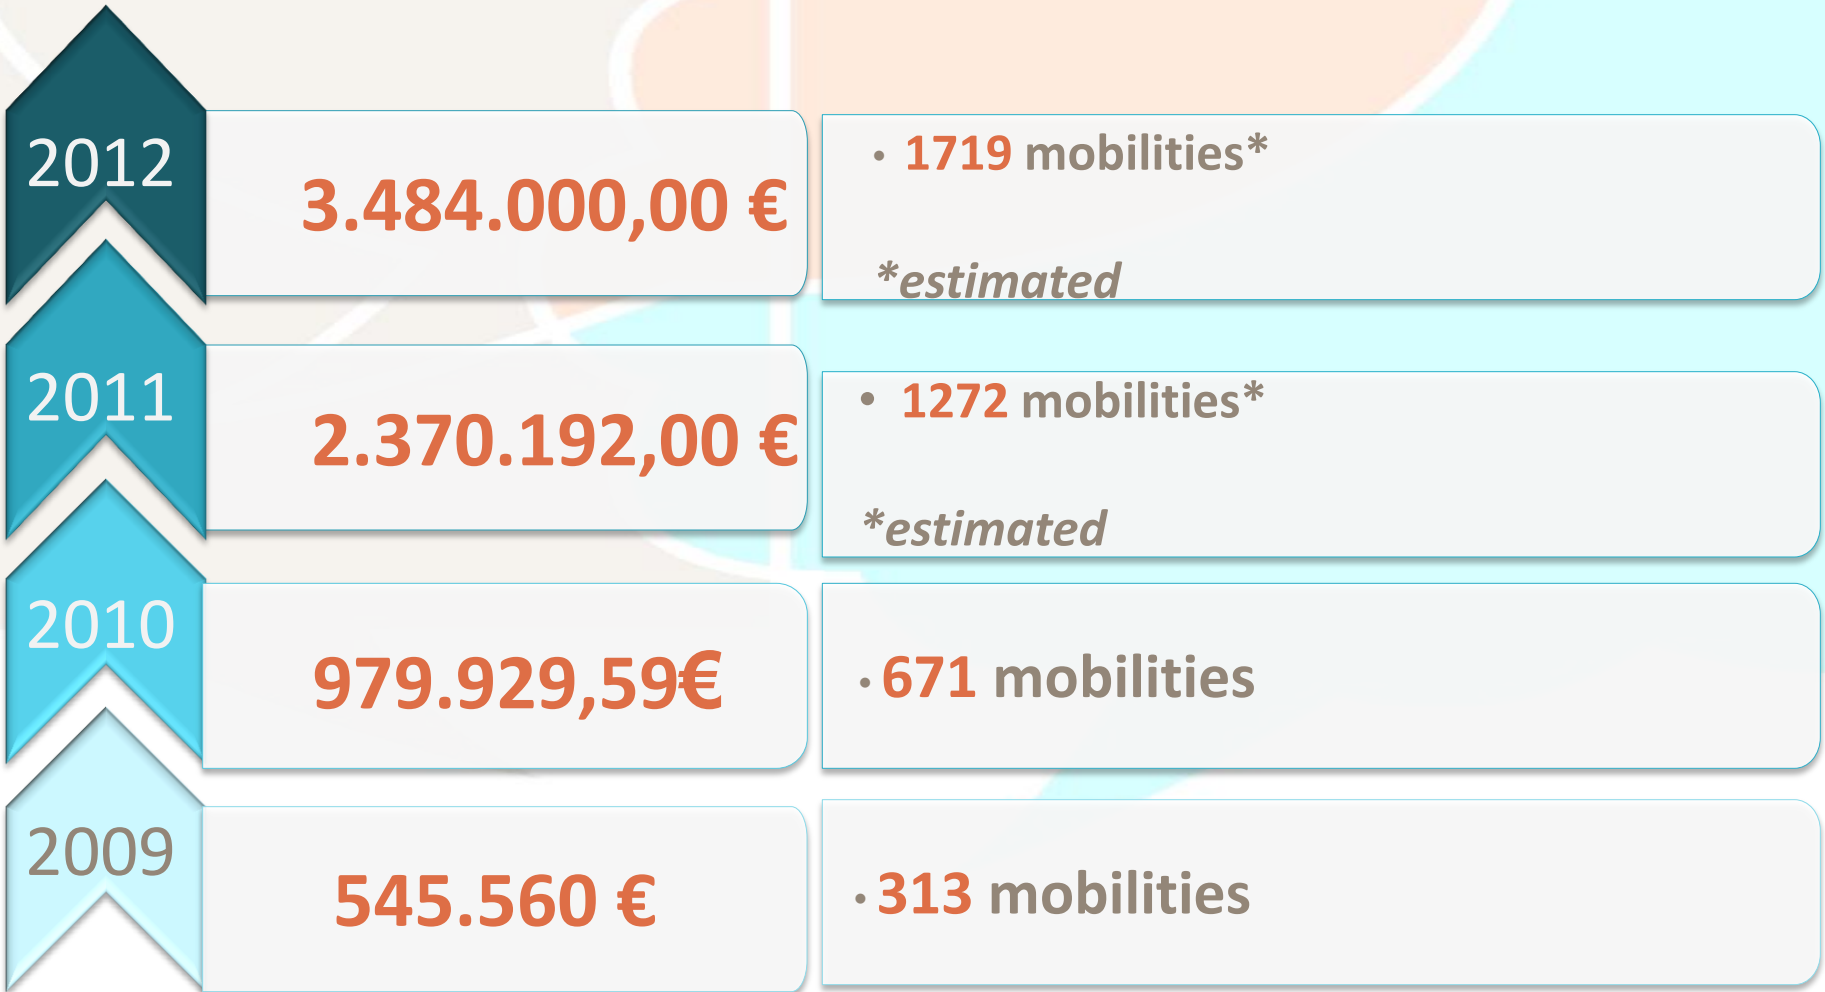 2012
3.484.000,00 €
• 1719 mobilities*
*estimated
2011
2.370.192,00 €
• 1272 mobilities*
*estimated
2010
979.929,59€
• 671 mobilities
2009
545.560 €
• 313 mobilities